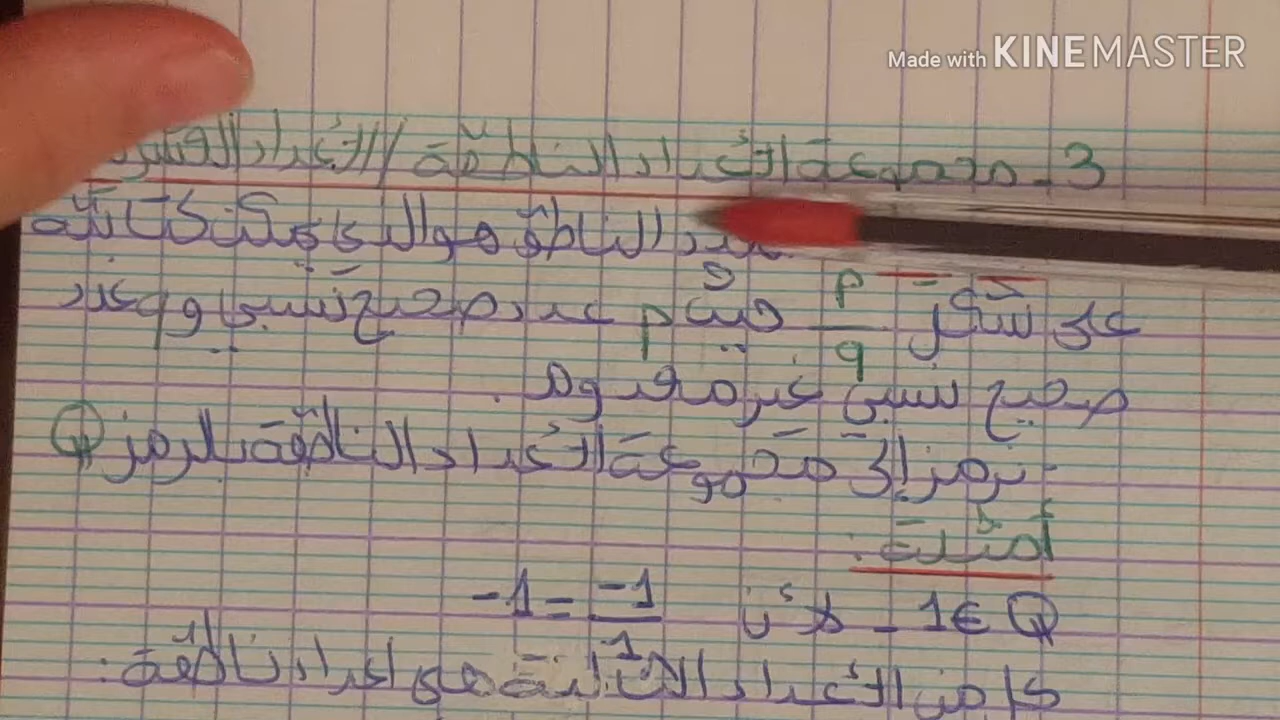 Made with KINEMASTER
3 ـ مجموعة الأعداد الناطقة / الأعداد
الناطق هو الذي يمكن كتابته
على شكل p/q حيث p عدد صحيح نسبي و q عدد
صحيح نسبي غير معدوم.
- نرمز إلى مجموعة الأعداد الناطقة بالرمز Q
أمثلة:
-1 ∈ Q لأن -1 = -1/1
كل من الأعداد التالية هي أعداد ناطقة: